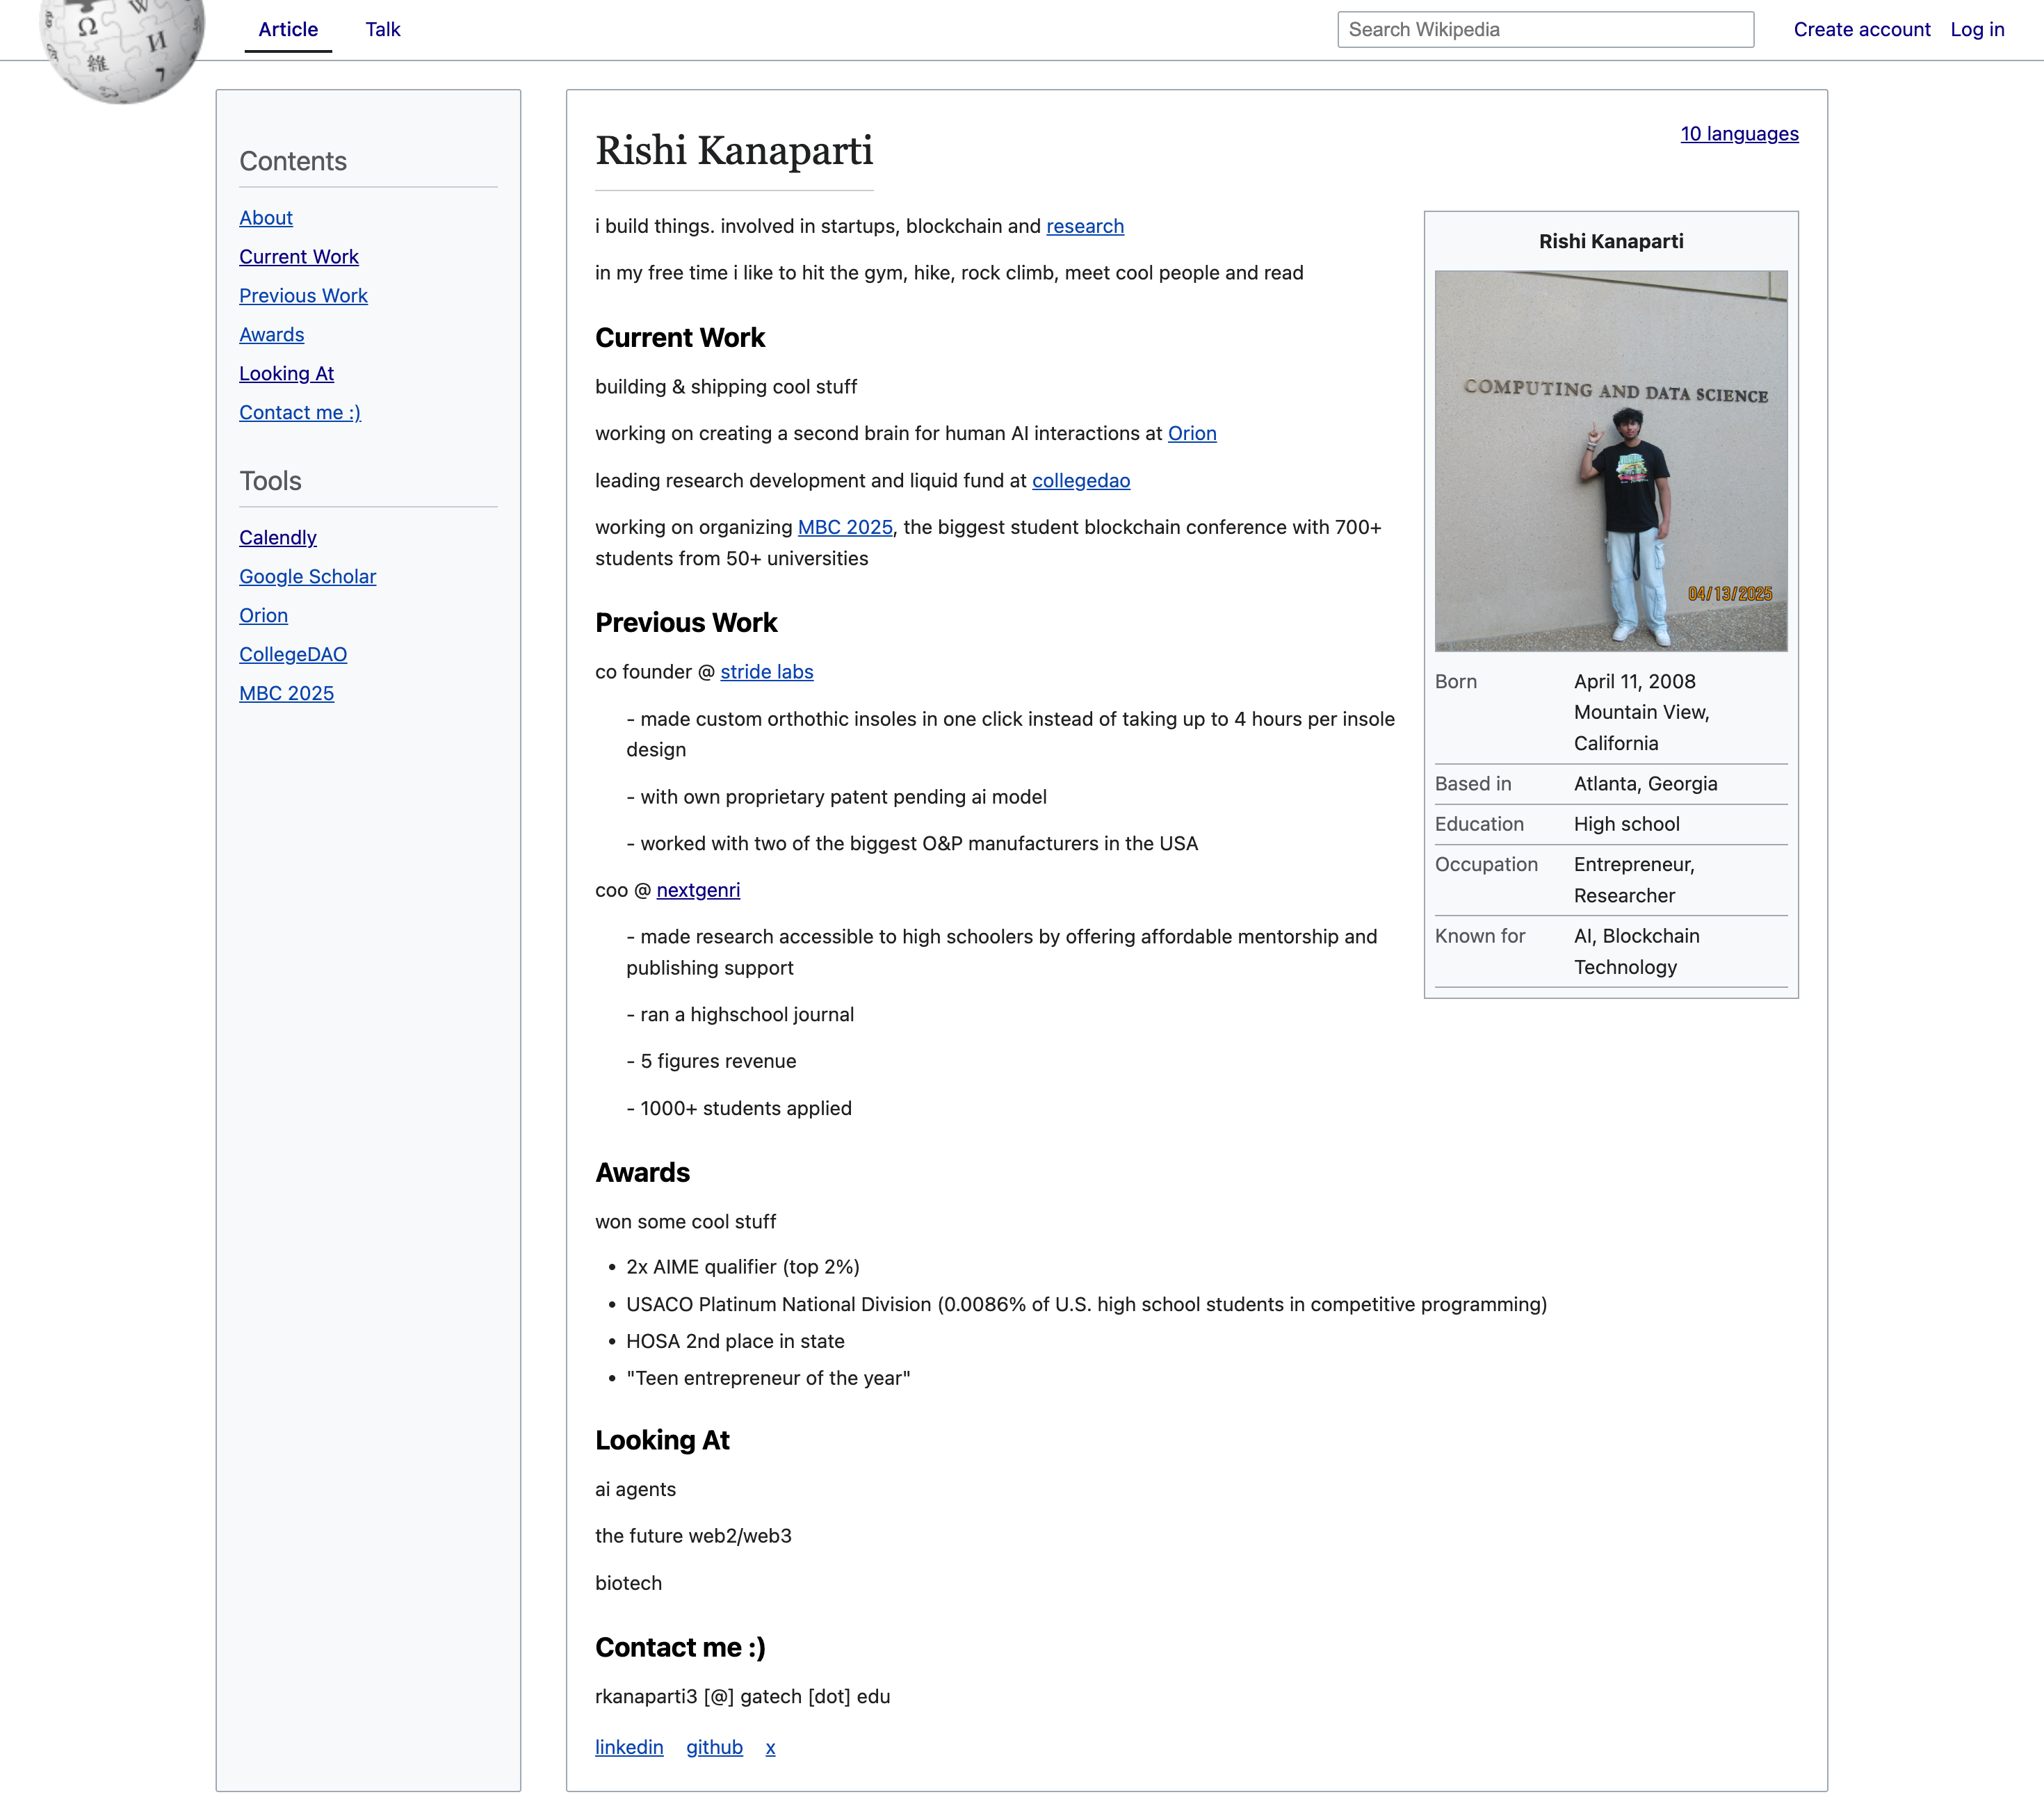 Ω W И 維 7
Article Talk Search Wikipedia Create account Log in
Contents
About
Current Work
Previous Work
Awards
Looking At
Contact me :)
Tools
Calendly
Google Scholar
Orion
CollegeDAO
MBC 2025
Rishi Kanaparti
10 languages
i build things. involved in startups, blockchain and research
in my free time i like to hit the gym, hike, rock climb, meet cool people and read
Current Work
building & shipping cool stuff
working on creating a second brain for human AI interactions at Orion
leading research development and liquid fund at collegedao
working on organizing MBC 2025, the biggest student blockchain conference with 700+
students from 50+ universities
Previous Work
co founder @ stride labs
- made custom orthothic insoles in one click instead of taking up to 4 hours per insole
design
- with own proprietary patent pending ai model
- worked with two of the biggest O&P manufacturers in the USA
coo @ nextgenri
- made research accessible to high schoolers by offering affordable mentorship and
publishing support
- ran a highschool journal
- 5 figures revenue
- 1000+ students applied
Awards
won some cool stuff
• 2x AIME qualifier (top 2%)
• USACO Platinum National Division (0.0086% of U.S. high school students in competitive programming)
• HOSA 2nd place in state
• "Teen entrepreneur of the year"
Looking At
ai agents
the future web2/web3
biotech
Contact me :)
rkanaparti3 [@] gatech [dot] edu
linkedin github x
Rishi Kanaparti
COMPUTING AND DATA SCIENCE
04/13/2025
Born April 11, 2008
Mountain View,
California
Based in Atlanta, Georgia
Education High school
Occupation Entrepreneur,
Researcher
Known for AI, Blockchain
Technology